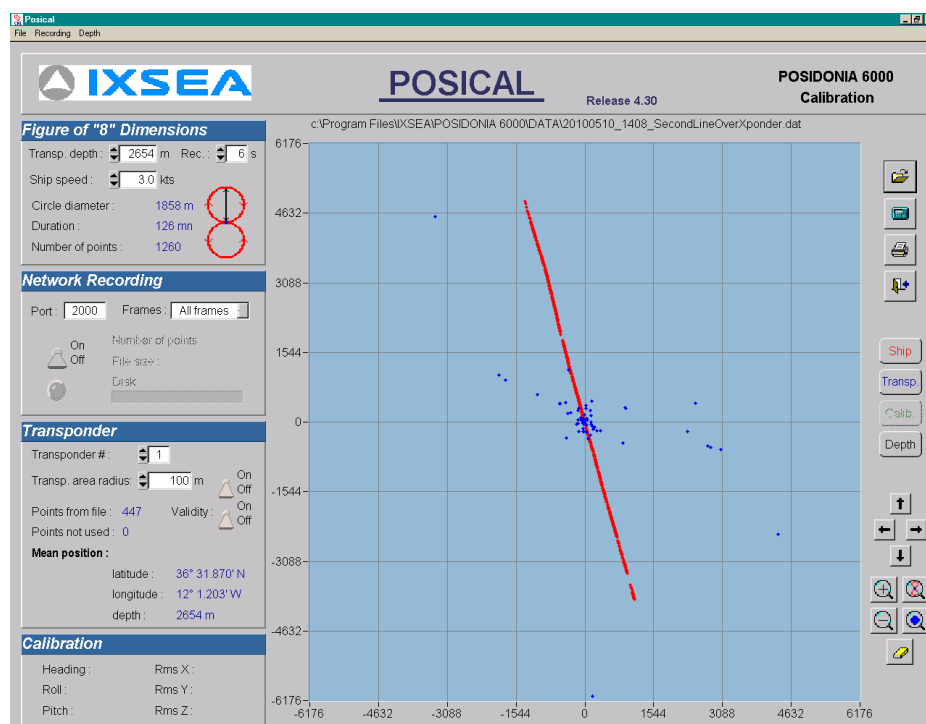 Posical
File Recording Depth
IXSEA
POSICAL
Release 4.30
POSIDONIA 6000
Calibration
Figure of "8" Dimensions
Transp. depth : 2654 m Rec.: 6 s
Ship speed : 3.0 kts
Circle diameter : 1858 m
Duration : 126 mn
Number of points : 1260
Network Recording
Port : 2000 Frames : All frames
On
Off
Number of points
File size :
Disk
Transponder
Transponder # : 1
Transp. area radius: 100 m On
Off
Points from file : 447 Validity : On
Off
Points not used : 0
Mean position :
latitude : 36° 31.870' N
longitude : 12° 1.203' W
depth : 2654 m
Calibration
Heading : Rms X :
Roll : Rms Y :
Pitch : Rms Z :
c:\Program Files\IXSEA\POSIDONIA 6000\DATA\20100510_1408_SecondLineOverXponder.dat
6176
4632
3088
1544
0
-1544
-3088
-4632
-6176
-6176 -4632 -3088 -1544 0 1544 3088 4632 6176
Ship
Transp.
Calib.
Depth